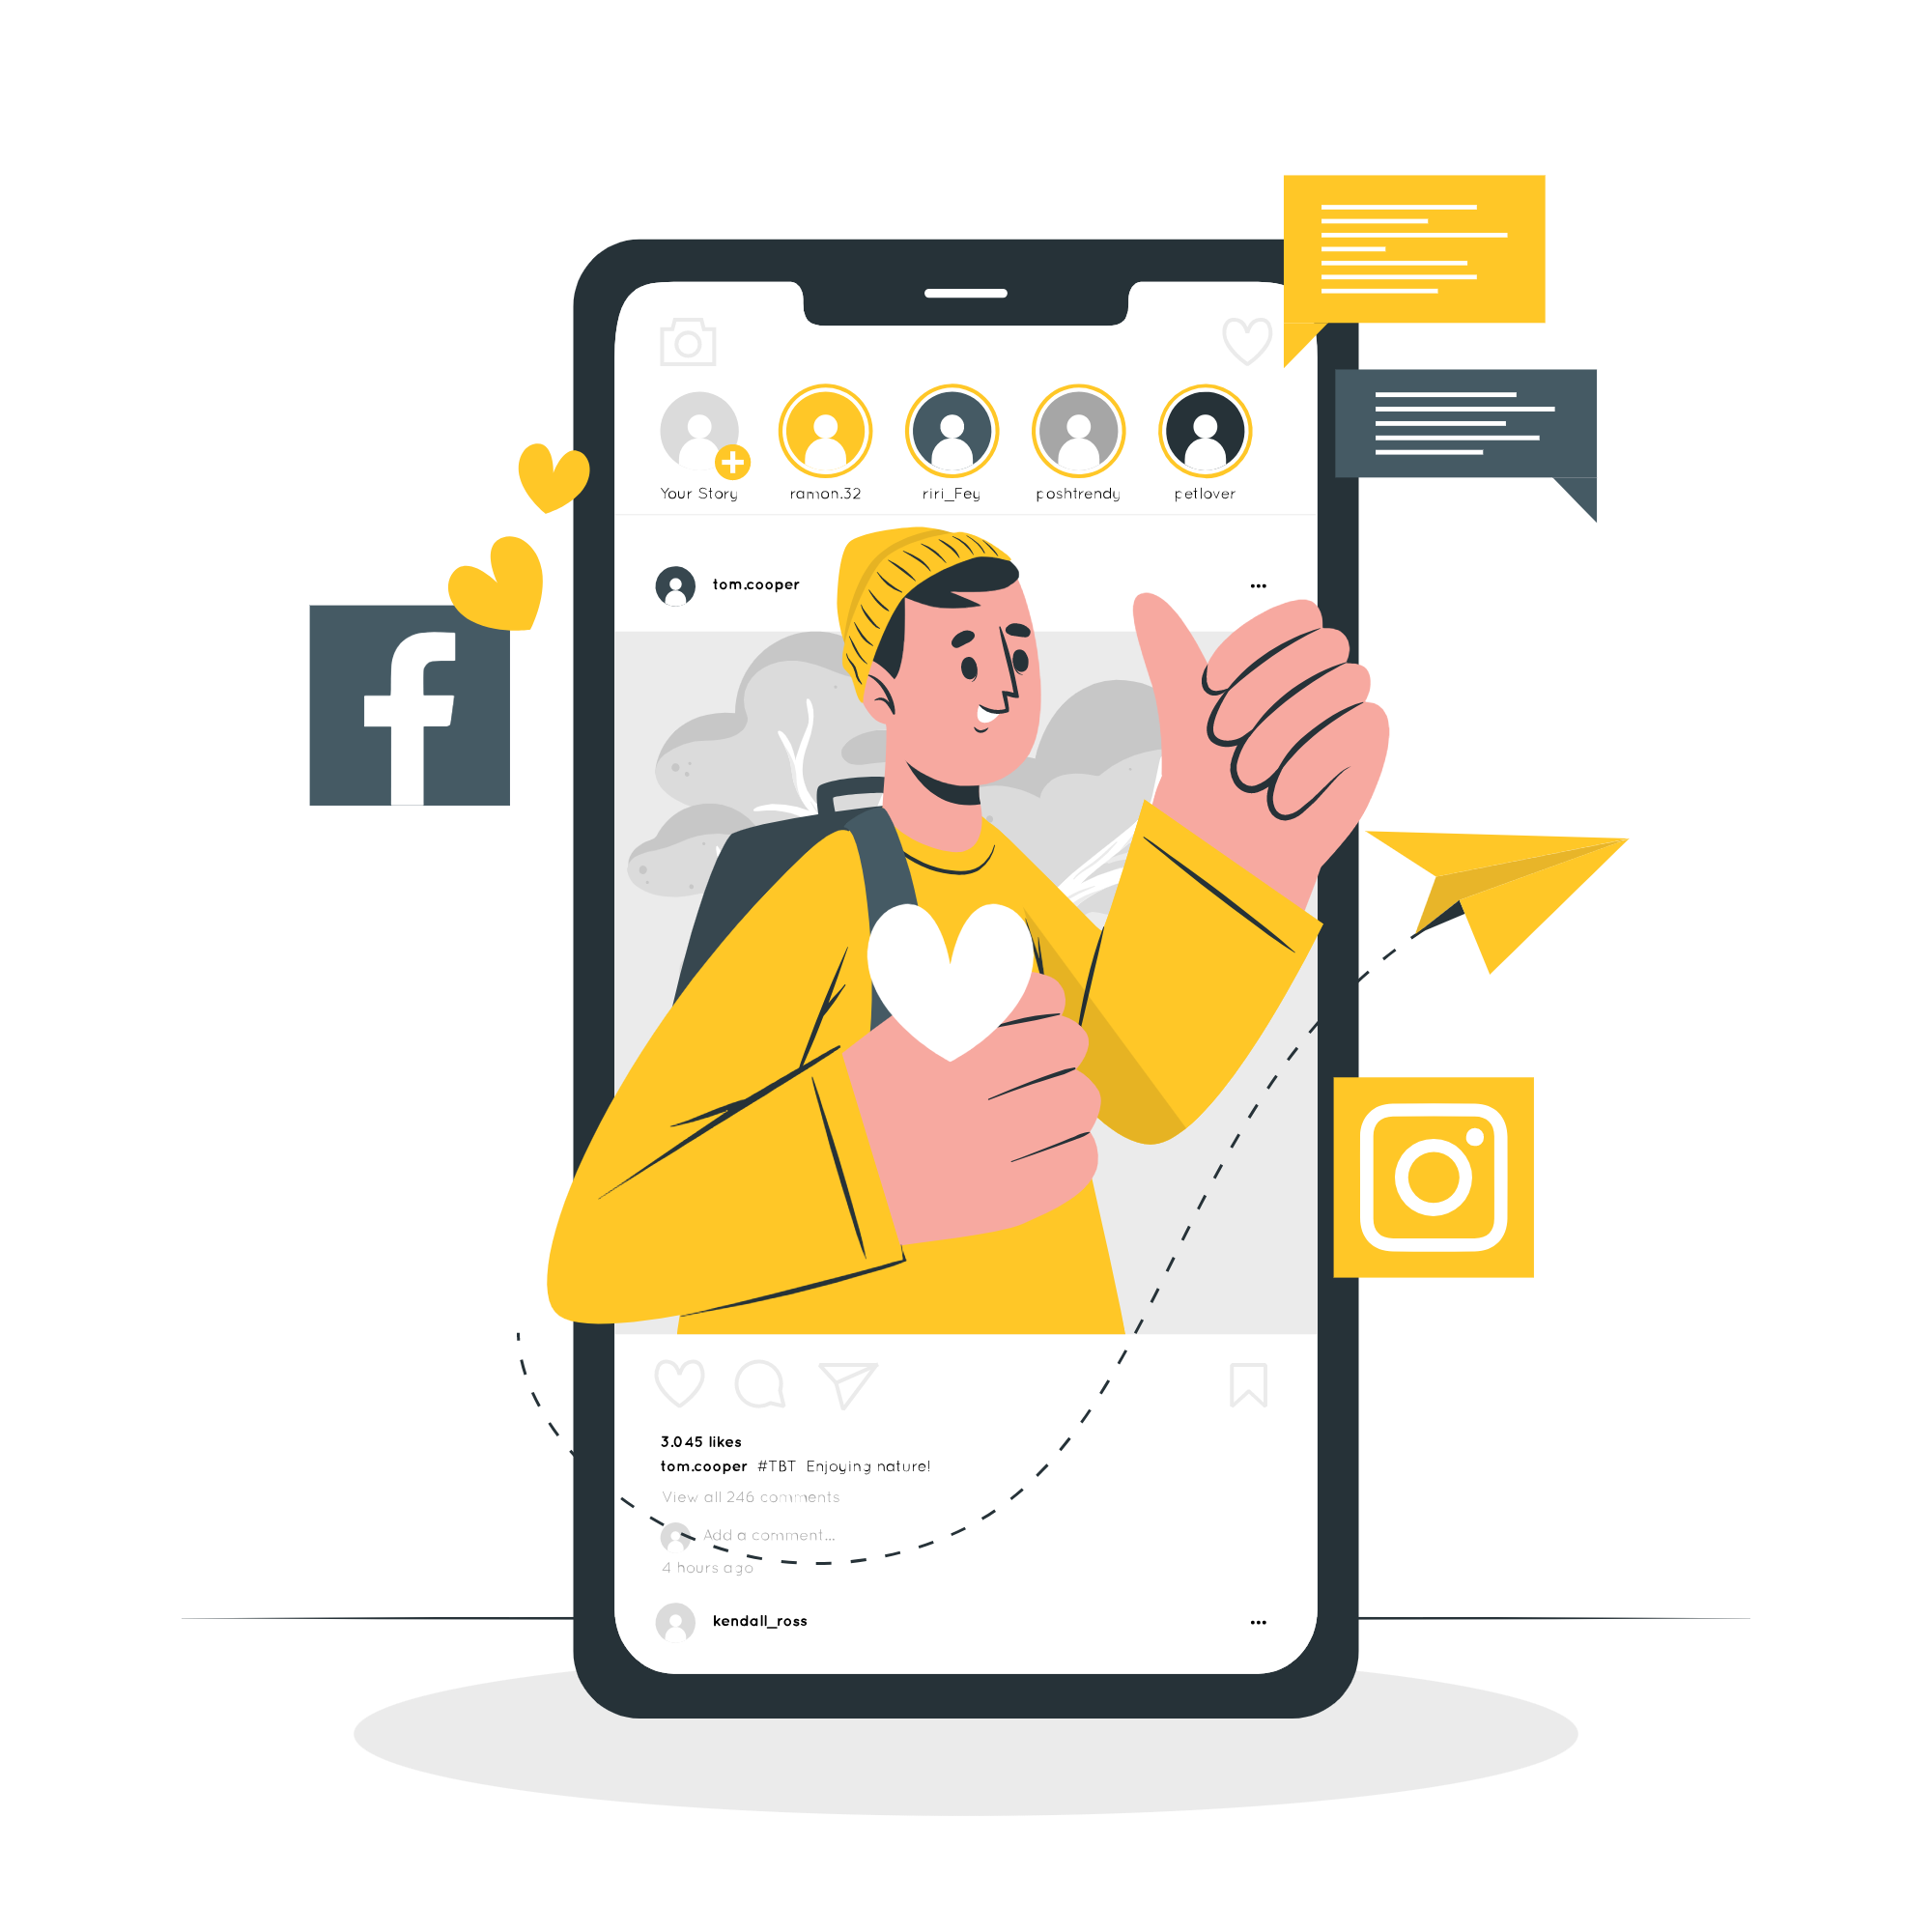 Your Story ramon.32 riri_Fey poshtrendy petlover
tom.cooper
3.045 likes
tom.cooper #TBT Enjoying nature!
View all 246 comments
Add a comment...
4 hours ago
kendall_ross